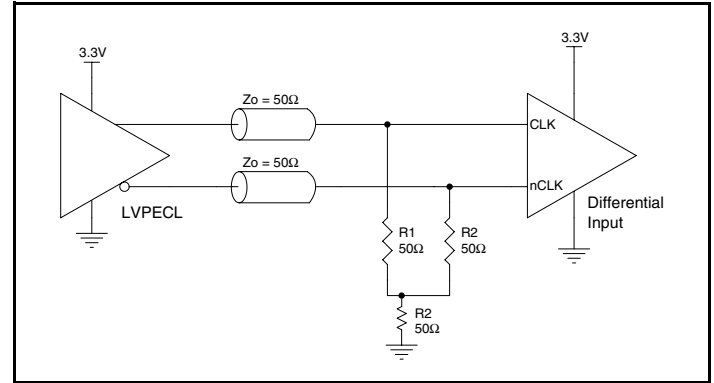 3.3V
3.3V
Zo = 50Ω
CLK
Zo = 50Ω
nCLK
LVPECL
Differential
Input
R1
50Ω
R2
50Ω
R2
50Ω